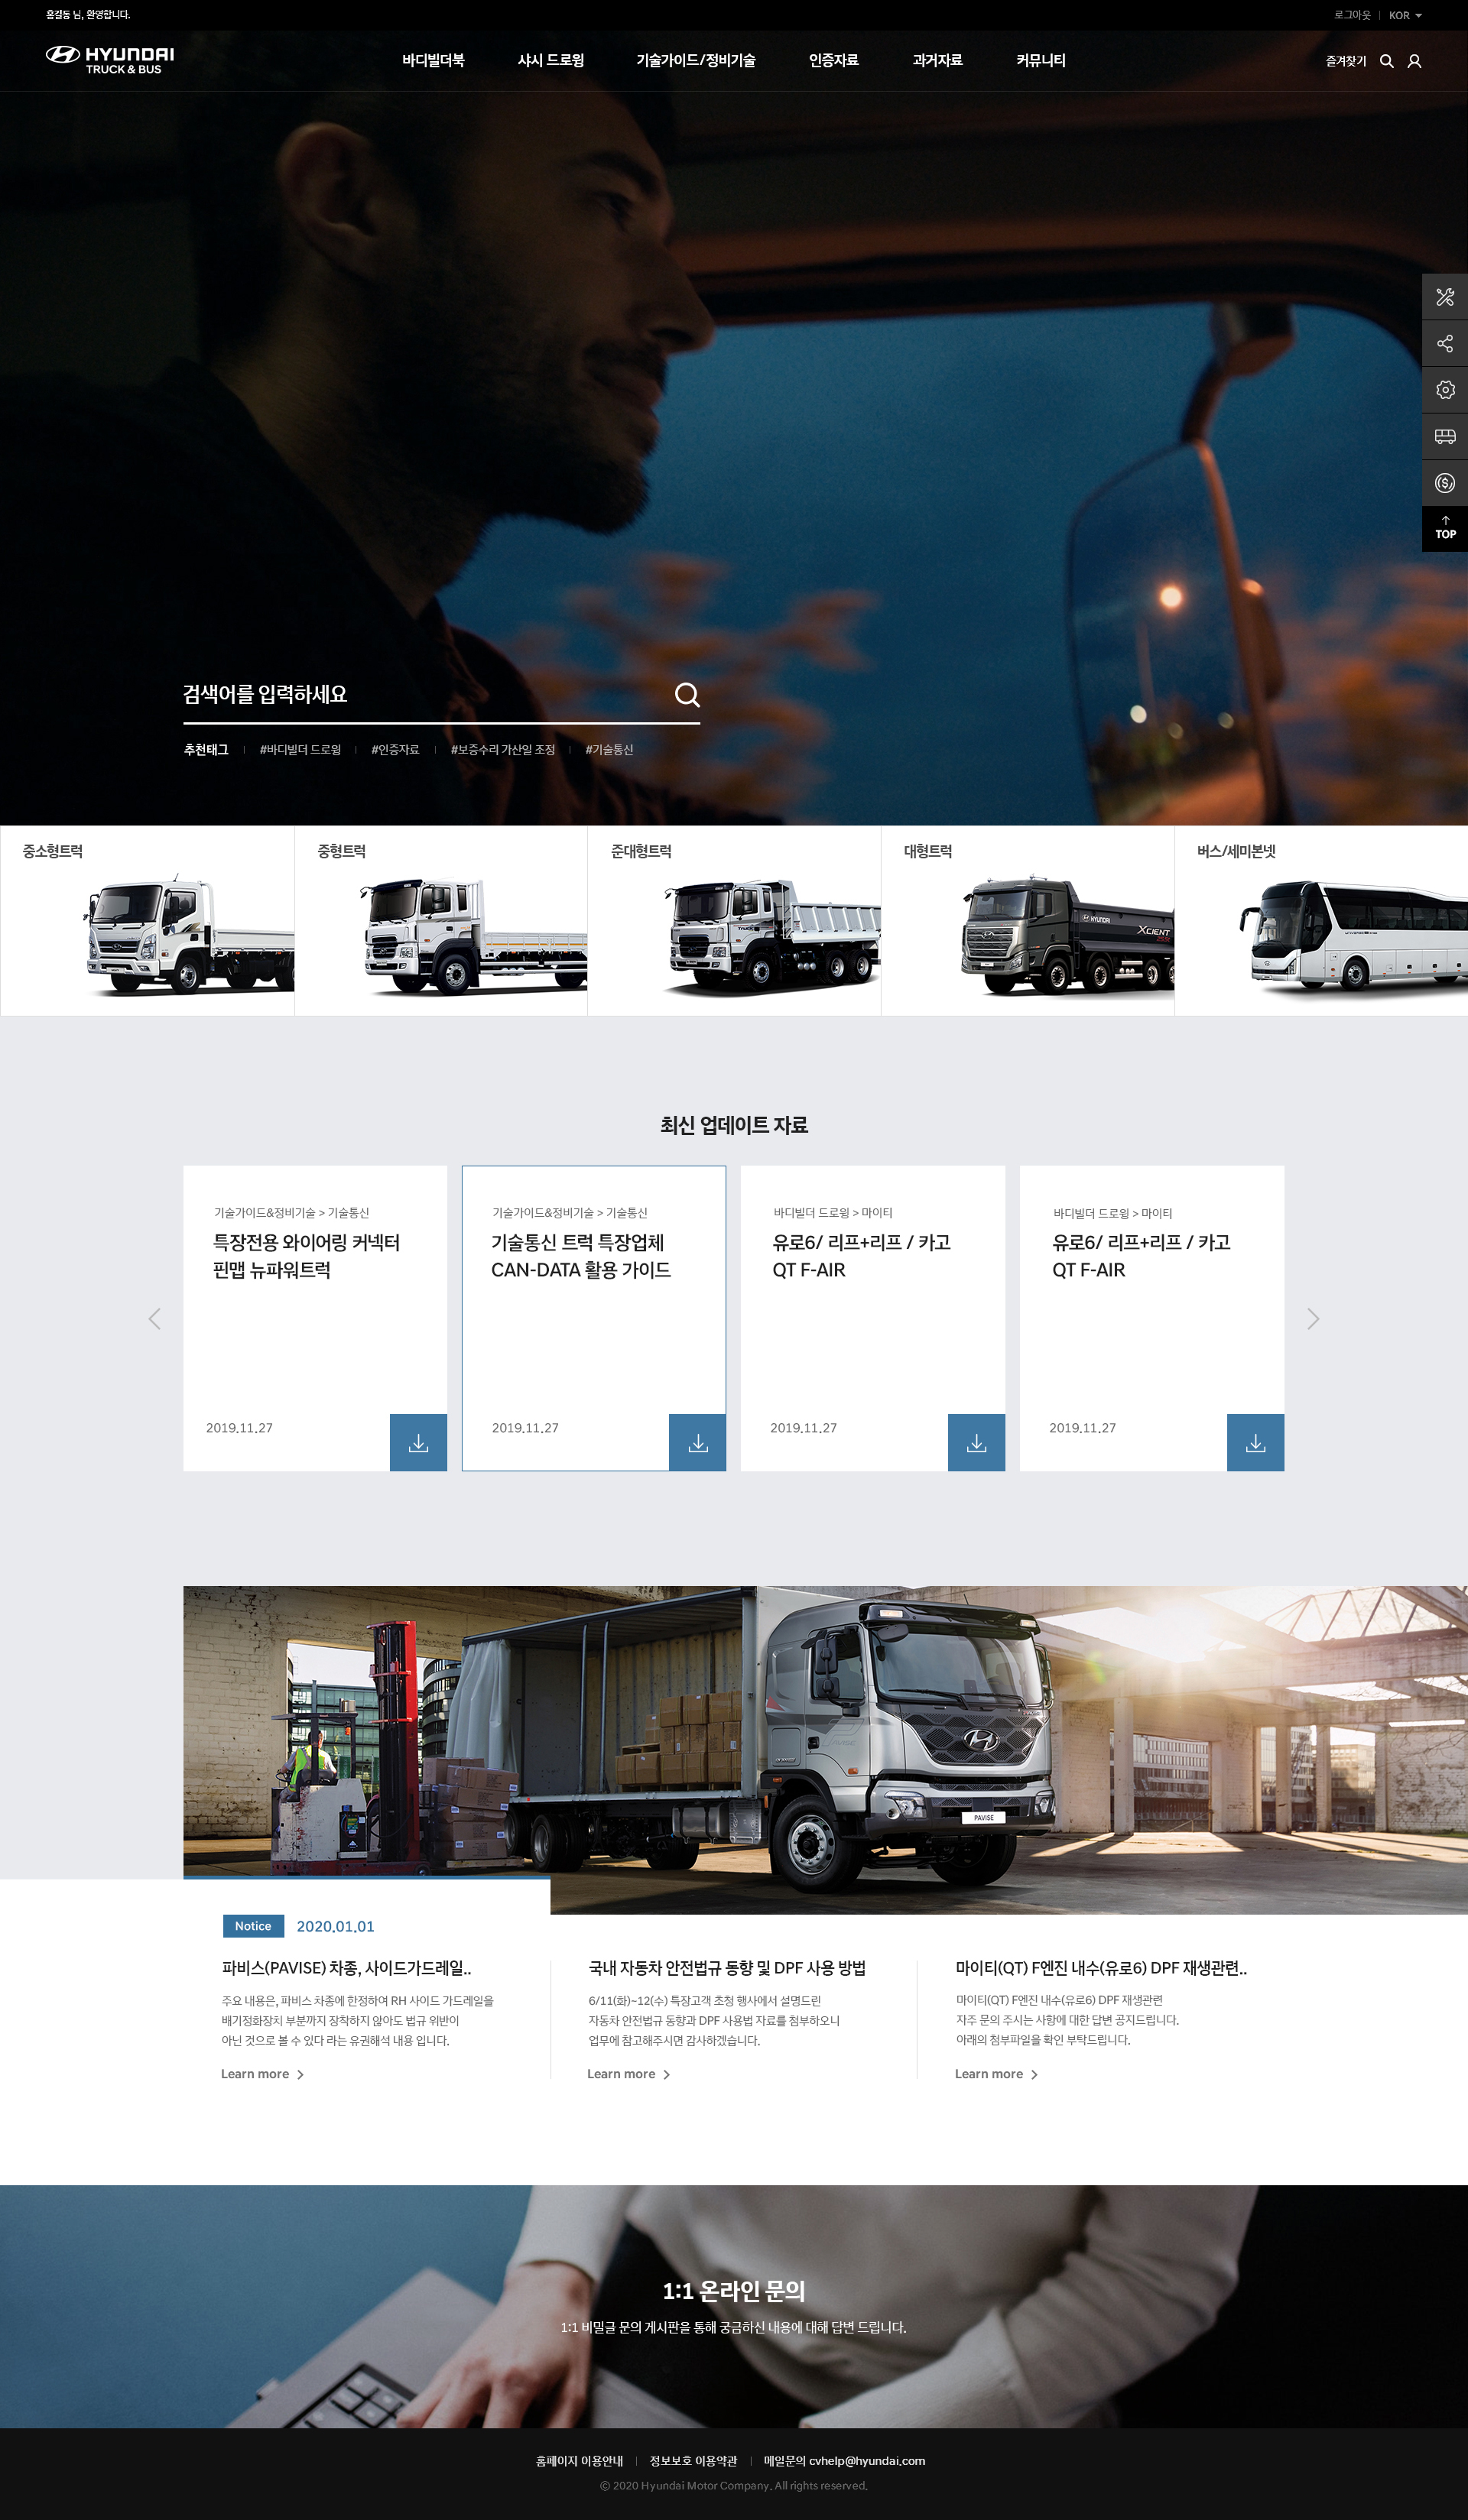 홍길동 님, 환영합니다.
로그아웃 KOR
HYUNDAI
TRUCK & BUS
바디빌더북 샤시 드로윙 기술가이드/정비기술 인증자료 과거자료 커뮤니티
즐겨찾기
TOP
검색어를 입력하세요
추천태그 #바디빌더 드로윙 #인증자료 #보증수리 가산일 조정 #기술통신
중소형트럭
중형트럭
준대형트럭
대형트럭
버스/세미본넷
HYUNDAI
XCIENT
최신 업데이트 자료
기술가이드&정비기술 > 기술통신
특장전용 와이어링 커넥터
핀맵 뉴파워트럭
2019.11.27
기술가이드&정비기술 > 기술통신
기술통신 트럭 특장업체
CAN-DATA 활용 가이드
2019.11.27
바디빌더 드로윙 > 마이티
유로6/ 리프+리프 / 카고
QT F-AIR
2019.11.27
바디빌더 드로윙 > 마이티
유로6/ 리프+리프 / 카고
QT F-AIR
2019.11.27
PAVISE
Notice 2020.01.01
파비스(PAVISE) 차종, 사이드가드레일..
주요 내용은, 파비스 차종에 한정하여 RH 사이드 가드레일을
배기정화장치 부분까지 장착하지 않아도 법규 위반이
아닌 것으로 볼 수 있다 라는 유권해석 내용 입니다.
Learn more
국내 자동차 안전법규 동향 및 DPF 사용 방법
6/11(화)~12(수) 특장고객 초청 행사에서 설명드린
자동차 안전법규 동향과 DPF 사용법 자료를 첨부하오니
업무에 참고해주시면 감사하겠습니다.
Learn more
마이티(QT) F엔진 내수(유로6) DPF 재생관련..
마이티(QT) F엔진 내수(유로6) DPF 재생관련
자주 문의 주시는 사항에 대한 답변 공지드립니다.
아래의 첨부파일을 확인 부탁드립니다.
Learn more
1:1 온라인 문의
1:1 비밀글 문의 게시판을 통해 궁금하신 내용에 대해 답변 드립니다.
홈페이지 이용안내 정보보호 이용약관 메일문의 cvhelp@hyundai.com
© 2020 Hyundai Motor Company. All rights reserved.